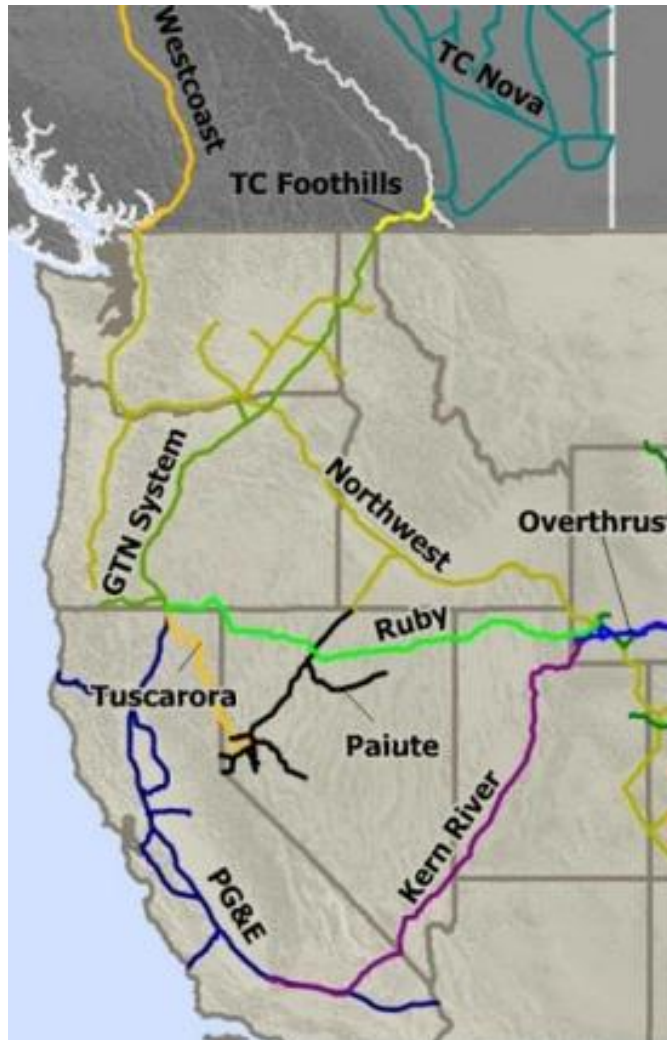 Westcoast
TC Nova
TC Foothills
GTN System
Northwest
Overthrust
Ruby
Tuscarora
Paiute
Kern River
PG&E